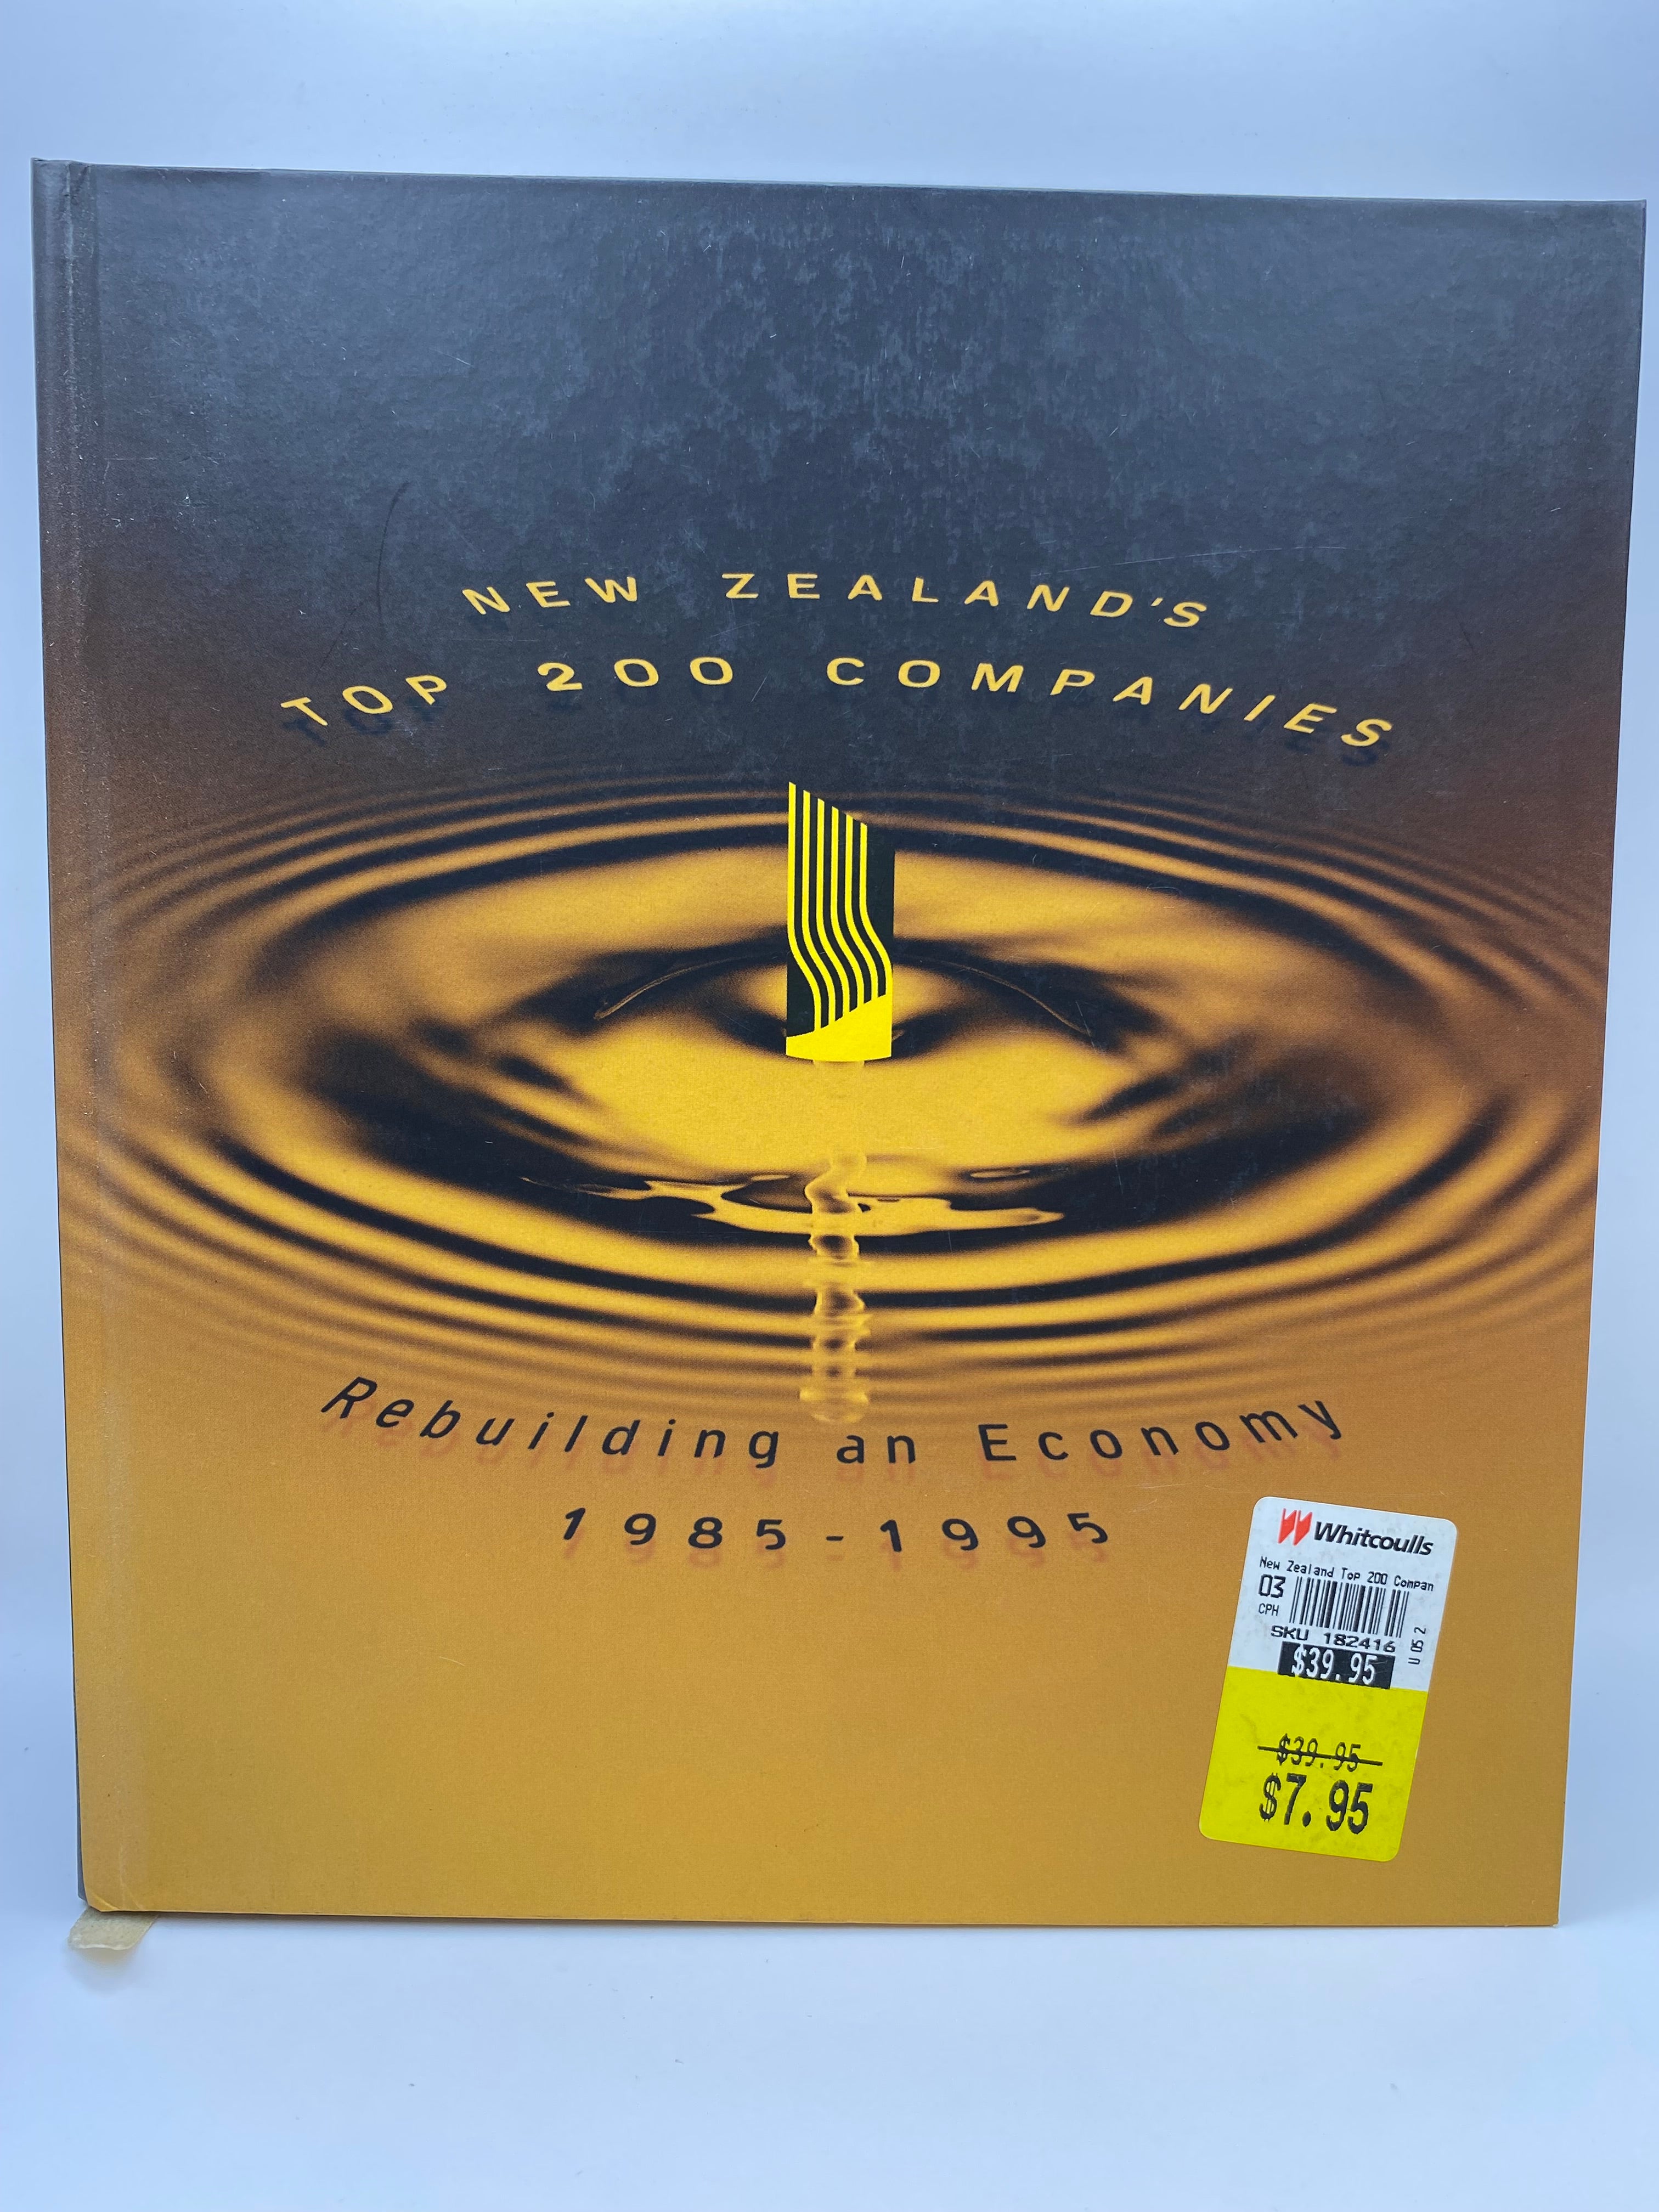 NEW ZEALAND'S
TOP 200 COMPANIES
Rebuilding an Economy
1985-1995
Whitcoulls
New Zealand Top 200 Compan
03
CPH
SKU 182416
U 05 2
$39.95
$39.95
$7.95